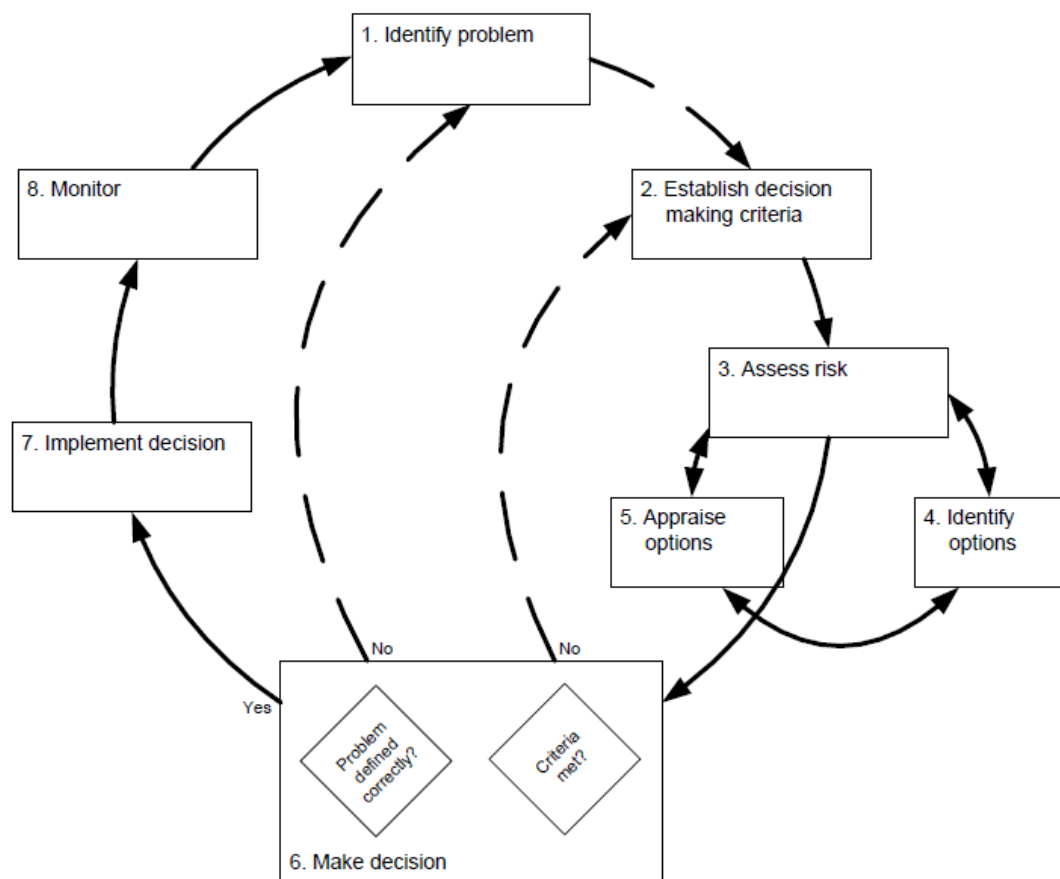 1. Identify problem
8. Monitor
2. Establish decision
making criteria
3. Assess risk
7. Implement decision
5. Appraise
options
4. Identify
options
No
No
Yes
Problem
defined
correctly?
Criteria
met?
6. Make decision